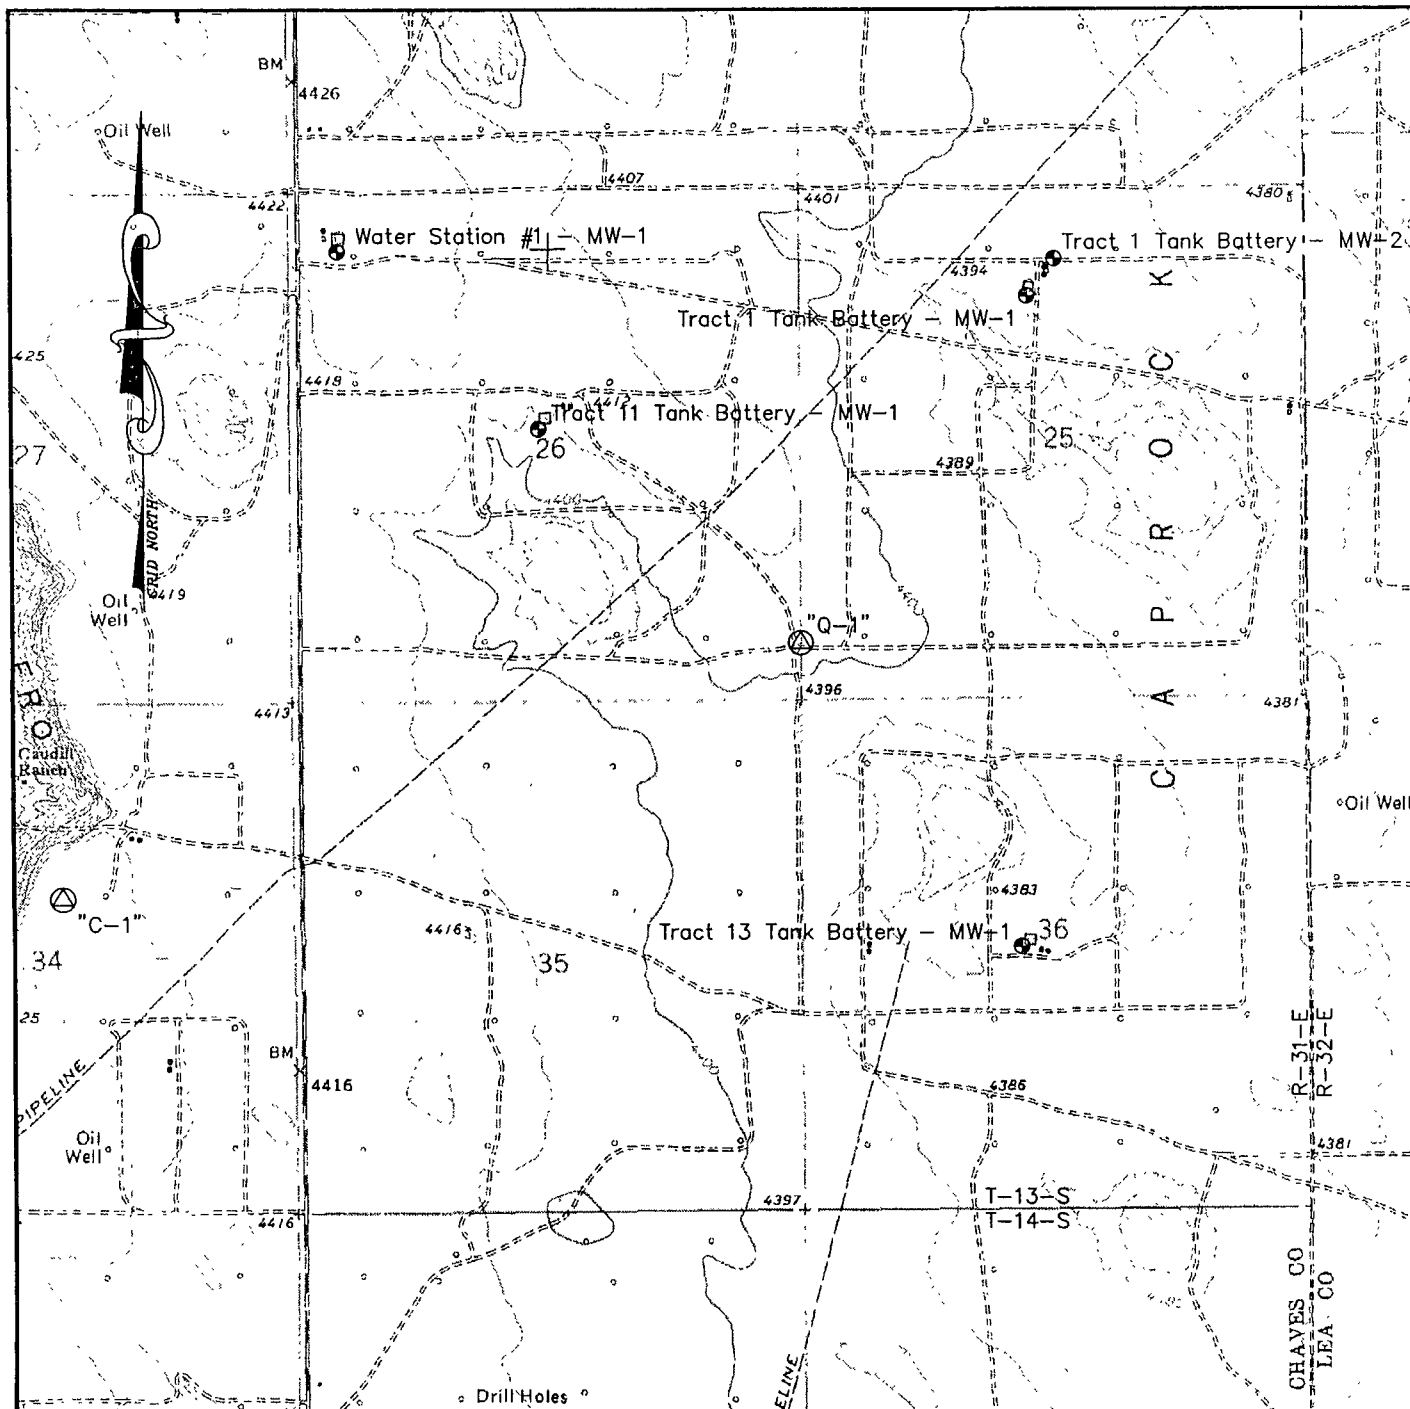 BM
4426
Oil Well
4407
4422
4401
4380
Water Station #1 - MW-1
Tract 1 Tank Battery - MW-2
4394
Tract 1 Tank Battery - MW-1
425
4418
4413
Tract 11 Tank Battery - MW-1
26
25
27
4389
4400
GRID NORTH
4419
Oil
Well
4400
"Q-1"
CAPROCK
ERO
4396
4413
4381
Caudill
Ranch
Oil Well
"C-1"
4383
4416
Tract 13 Tank Battery - MW-1
36
34
35
25
R-31-E
R-32-E
BM
4416
PIPELINE
4386
Oil
Well
4381
4397
T-13-S
T-14-S
4416
CHAVES CO
LEA CO
Drill Holes
ELINE